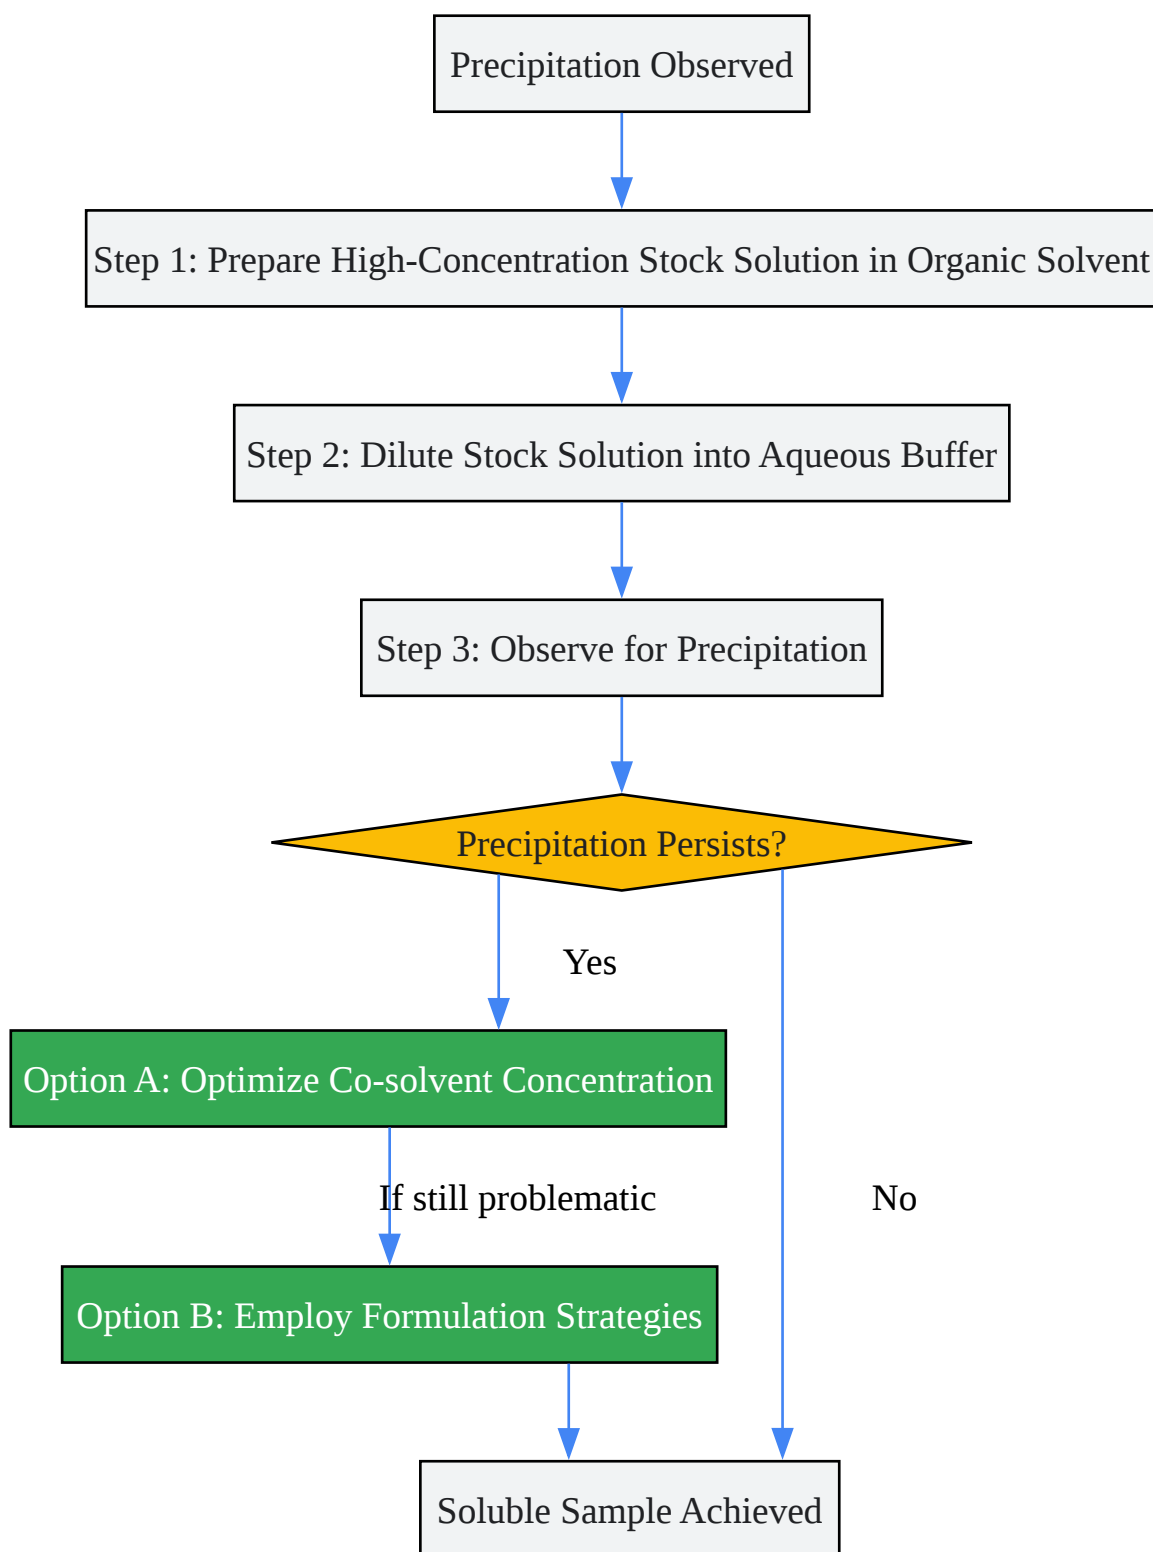 Precipitation Observed
Step 1: Prepare High-Concentration Stock Solution in Organic Solvent
Step 2: Dilute Stock Solution into Aqueous Buffer
Step 3: Observe for Precipitation
Precipitation Persists?
Yes
Option A: Optimize Co-solvent Concentration
If still problematic
No
Option B: Employ Formulation Strategies
Soluble Sample Achieved